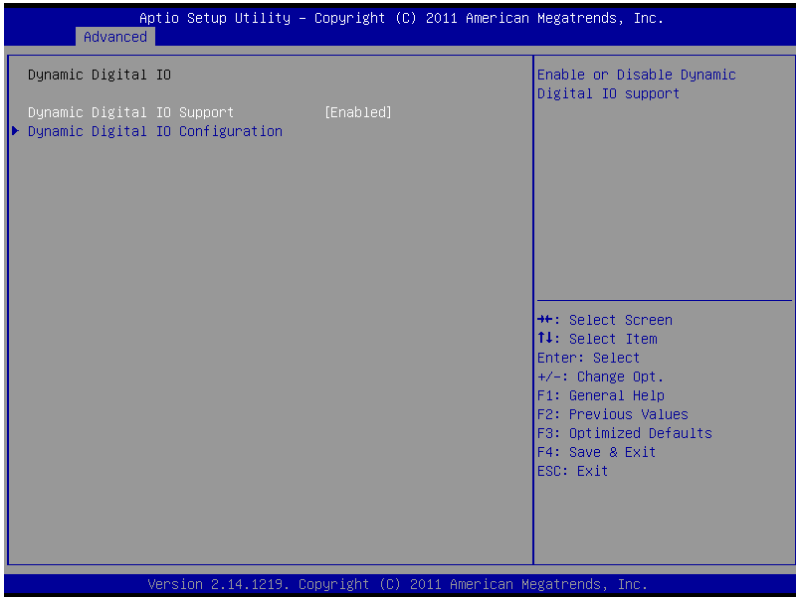 Aptio Setup Utility – Copyright (C) 2011 American Megatrends, Inc.
Advanced
Dynamic Digital IO
Dynamic Digital IO Support [Enabled]
▶ Dynamic Digital IO Configuration
Enable or Disable Dynamic
Digital IO support
→←: Select Screen
↑↓: Select Item
Enter: Select
+/-: Change Opt.
F1: General Help
F2: Previous Values
F3: Optimized Defaults
F4: Save & Exit
ESC: Exit
Version 2.14.1219. Copyright (C) 2011 American Megatrends, Inc.